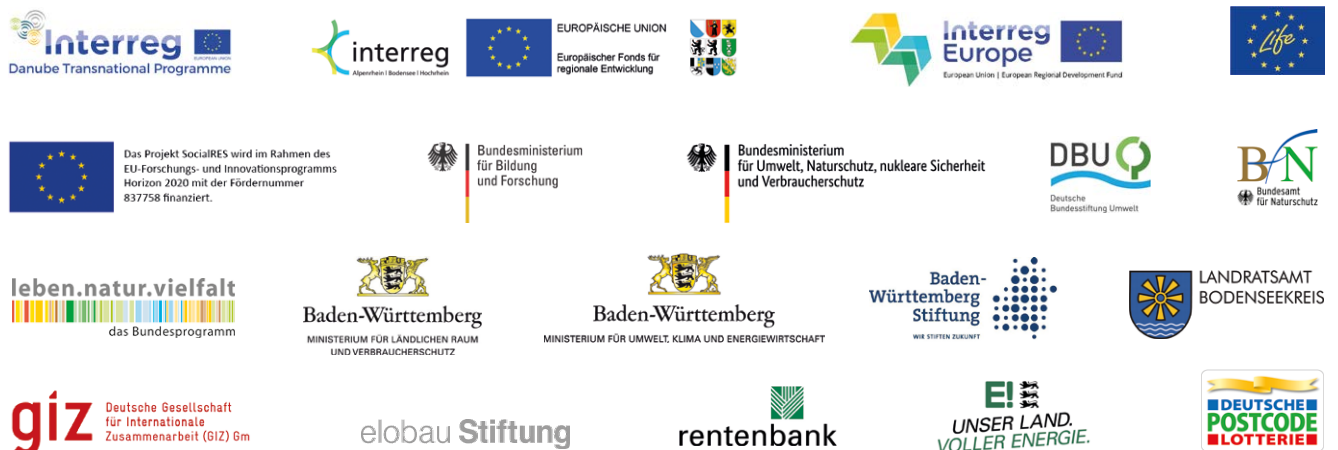 Interreg
EUROPEAN UNION
Danube Transnational Programme
interreg
Alpenrhein | Bodensee | Hochrhein
EUROPÄISCHE UNION
Europäischer Fonds für
regionale Entwicklung
Interreg
Europe
European Union | European Regional Development Fund
Life
Das Projekt SocialRES wird im Rahmen des
EU-Forschungs- und Innovationsprogramms
Horizon 2020 mit der Fördernummer
837758 finanziert.
Bundesministerium
für Bildung
und Forschung
Bundesministerium
für Umwelt, Naturschutz, nukleare Sicherheit
und Verbraucherschutz
DBU
Deutsche
Bundesstiftung Umwelt
BfN
Bundesamt
für Naturschutz
leben.natur.vielfalt
das Bundesprogramm
Baden-Württemberg
MINISTERIUM FÜR LÄNDLICHEN RAUM
UND VERBRAUCHERSCHUTZ
Baden-Württemberg
MINISTERIUM FÜR UMWELT, KLIMA UND ENERGIEWIRTSCHAFT
Baden-
Württemberg
Stiftung
WIR STIFTEN ZUKUNFT
LANDRATSAMT
BODENSEEKREIS
giz
Deutsche Gesellschaft
für Internationale
Zusammenarbeit (GIZ) Gm
elobau Stiftung
rentenbank
E!
UNSER LAND.
VOLLER ENERGIE.
DEUTSCHE
POSTCODE
LOTTERIE